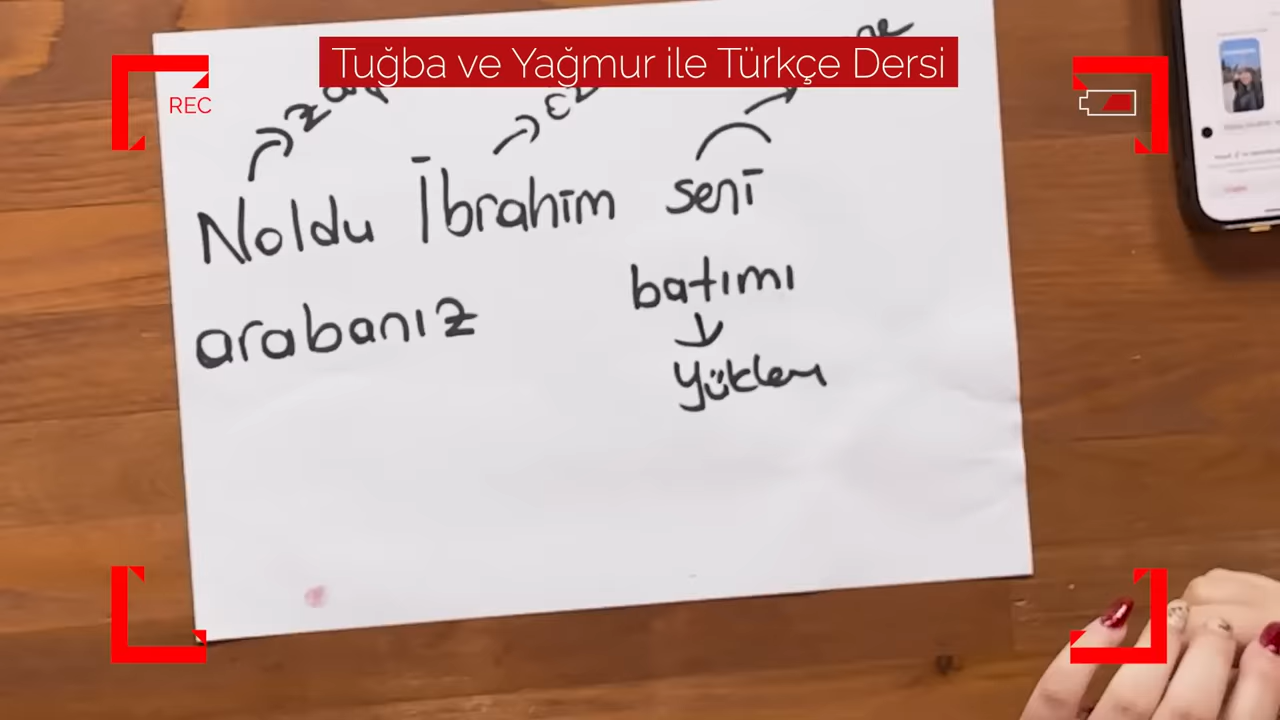 Tuğba ve Yağmur ile Türkçe Dersi
REC
Noldu İbrahim seni
batımı
arabanız
yüklem